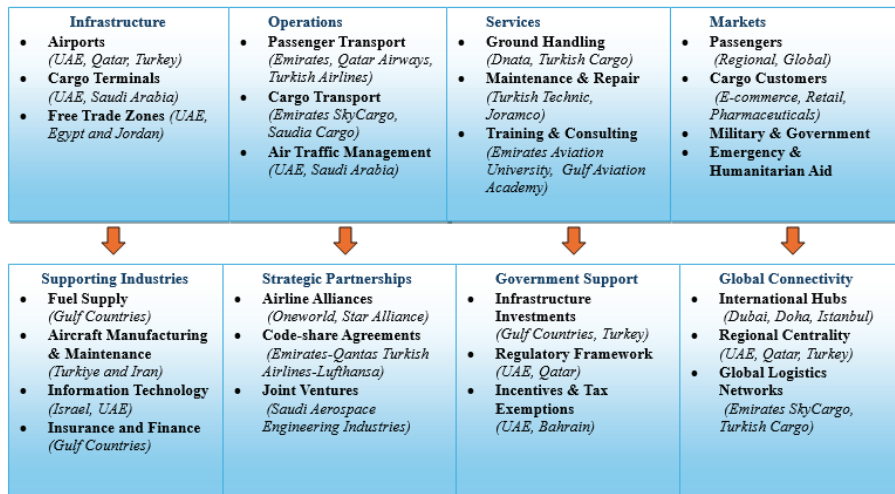 Infrastructure
• Airports
(UAE, Qatar, Turkey)
• Cargo Terminals
(UAE, Saudi Arabia)
• Free Trade Zones (UAE,
Egypt and Jordan)
Operations
• Passenger Transport
(Emirates, Qatar Airways,
Turkish Airlines)
• Cargo Transport
(Emirates SkyCargo,
Saudia Cargo)
• Air Traffic Management
(UAE, Saudi Arabia)
Services
• Ground Handling
(Dnata, Turkish Cargo)
• Maintenance & Repair
(Turkish Technic,
Joramco)
• Training & Consulting
(Emirates Aviation
University, Gulf Aviation
Academy)
Markets
• Passengers
(Regional, Global)
• Cargo Customers
(E-commerce, Retail,
Pharmaceuticals)
• Military & Government
• Emergency &
Humanitarian Aid
Supporting Industries
• Fuel Supply
(Gulf Countries)
• Aircraft Manufacturing
& Maintenance
(Turkiye and Iran)
• Information Technology
(Israel, UAE)
• Insurance and Finance
(Gulf Countries)
Strategic Partnerships
• Airline Alliances
(Oneworld, Star Alliance)
• Code-share Agreements
(Emirates-Qantas Turkish
Airlines-Lufthansa)
• Joint Ventures
(Saudi Aerospace
Engineering Industries)
Government Support
• Infrastructure
Investments
(Gulf Countries, Turkey)
• Regulatory Framework
(UAE, Qatar)
• Incentives & Tax
Exemptions
(UAE, Bahrain)
Global Connectivity
• International Hubs
(Dubai, Doha, Istanbul)
• Regional Centrality
(UAE, Qatar, Turkey)
• Global Logistics
Networks
(Emirates SkyCargo,
Turkish Cargo)